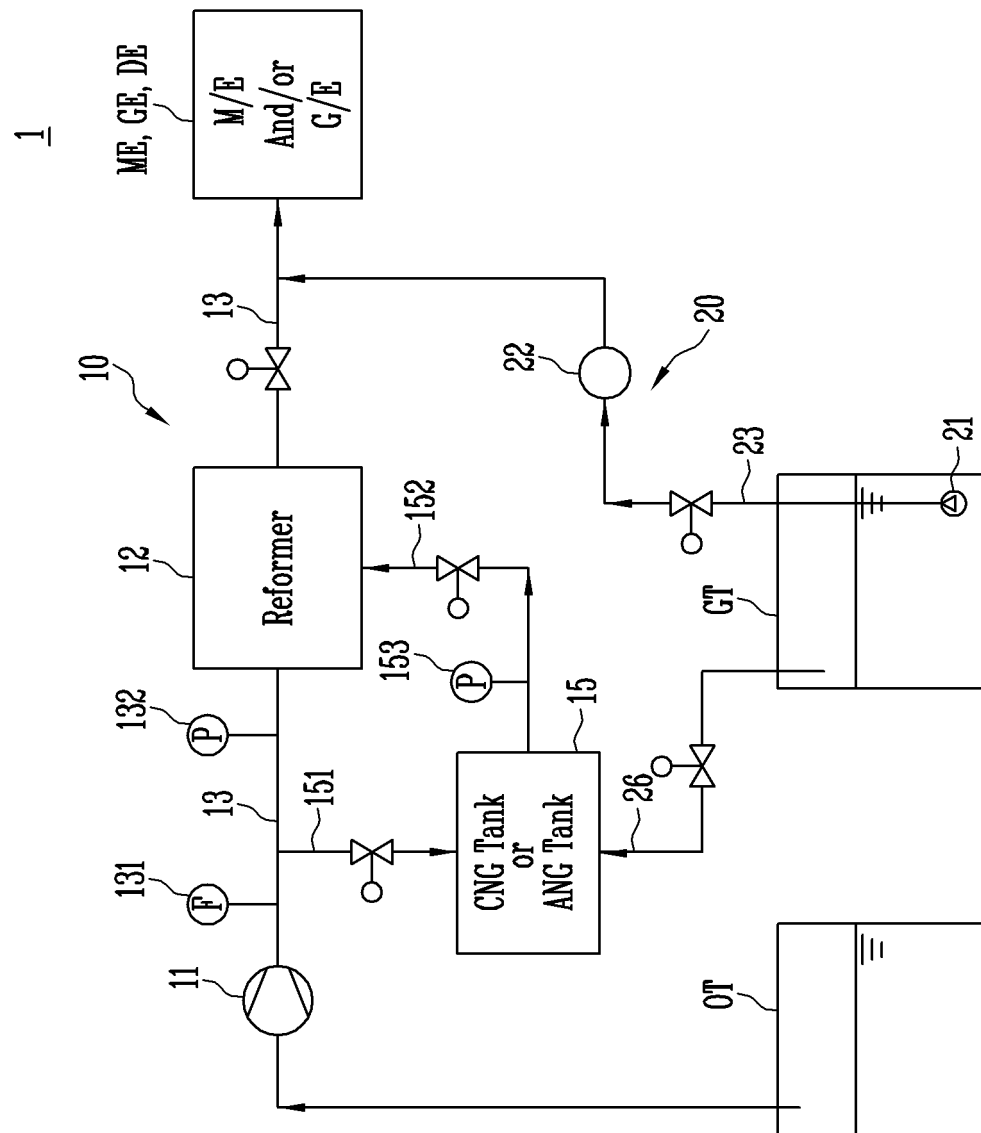 1
ME, GE, DE
M/E
And/or
G/E
10
13
12
Reformer
132
P
13
131
F
11
151
152
153
P
15
CNG Tank
or
ANG Tank
26
22
20
23
21
GT
OT